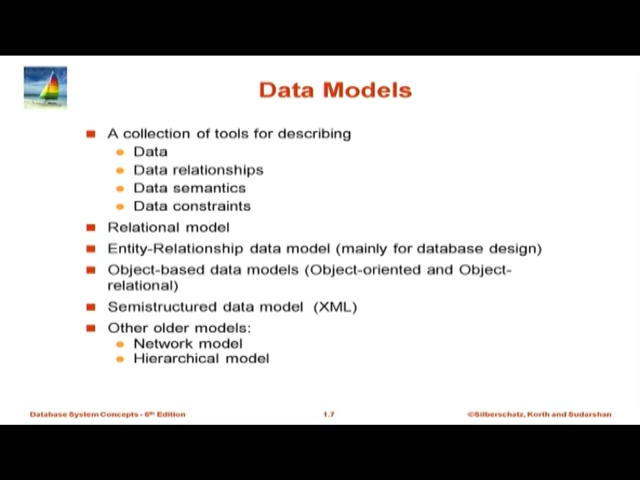 Data Models
A collection of tools for describing
Data
Data relationships
Data semantics
Data constraints
Relational model
Entity-Relationship data model (mainly for database design)
Object-based data models (Object-oriented and Object-
relational)
Semistructured data model (XML)
Other older models:
Network model
Hierarchical model
Database System Concepts - 6th Edition
1.7
©Silberschatz, Korth and Sudarshan